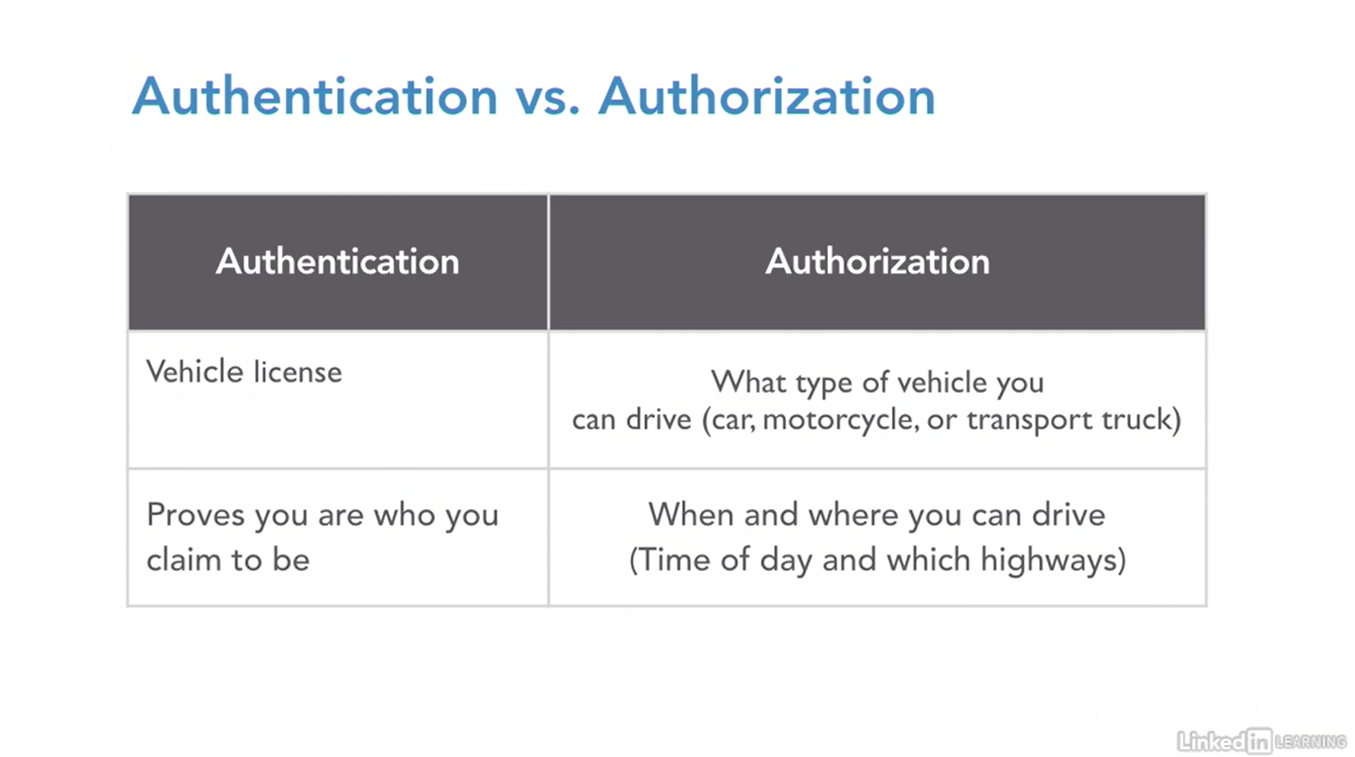 Authentication vs. Authorization
Authentication
Authorization
Vehicle license
What type of vehicle you
can drive (car, motorcycle, or transport truck)
Proves you are who you
claim to be
When and where you can drive
(Time of day and which highways)
Linked in LEARNING